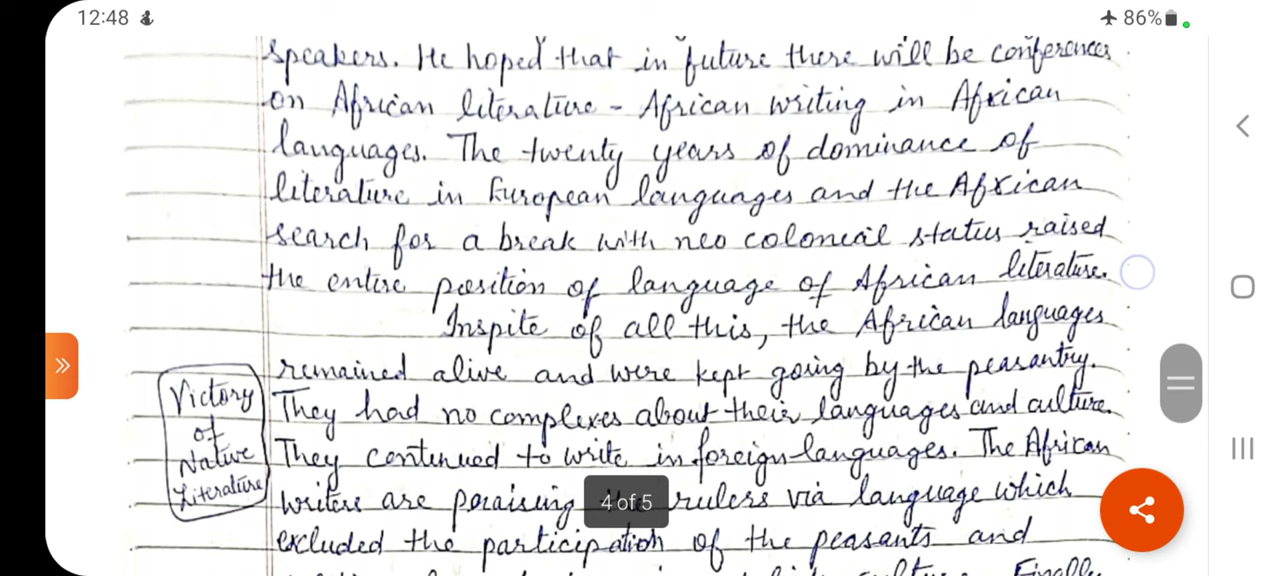 12:48
86%
speakers. He hoped that in future there will be conferences
on African literature - African writing in African
languages. The twenty years of dominance of
literature in European languages and the African
search for a break with neo colonial status raised
the entire position of language of African literature.
Inspite of all this, the African languages
remained alive and were kept going by the peasantry.
Victory
of
Native
Literature
They had no complexes about their languages and culture.
They continued to write in foreign languages. The African
writers are poraising rulers via language which
4 of 5
excluded the participation of the peasants and
culture. Finally